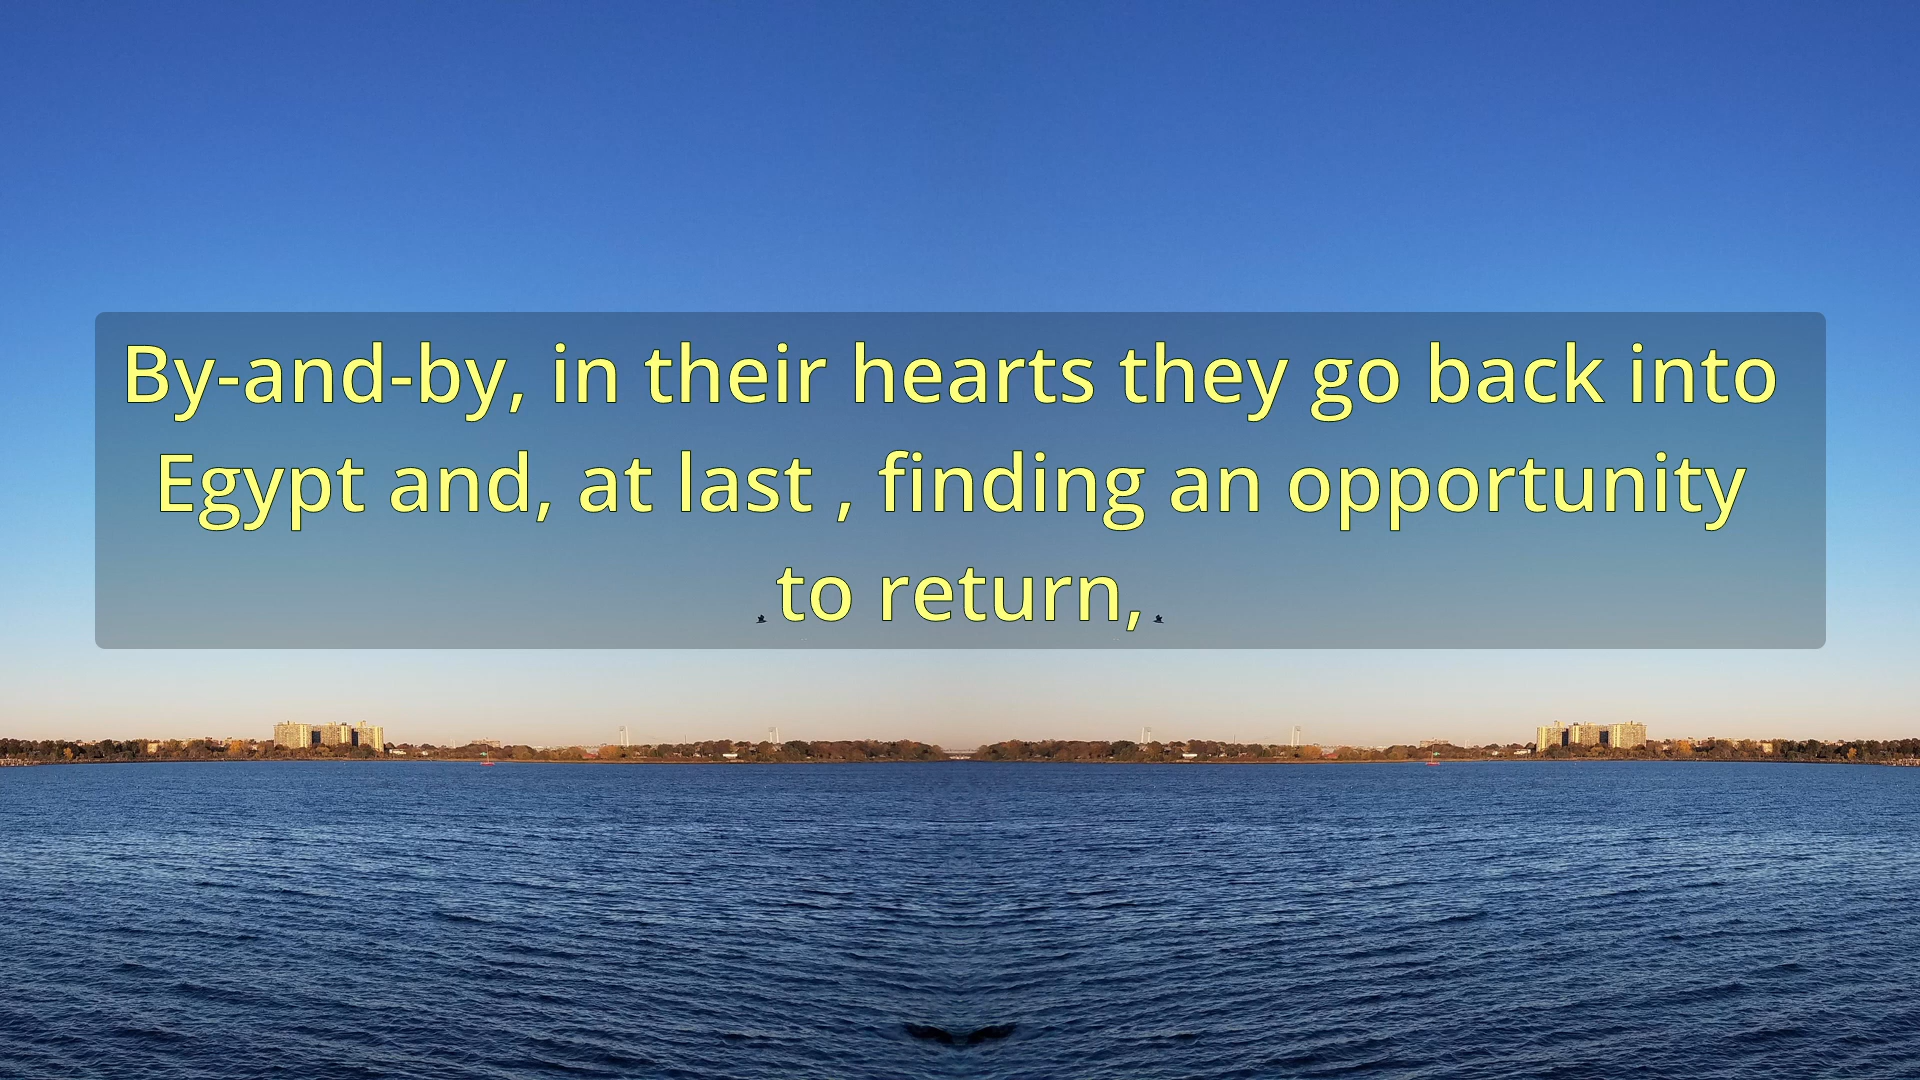 By-and-by, in their hearts they go back into
Egypt and, at last , finding an opportunity
to return,